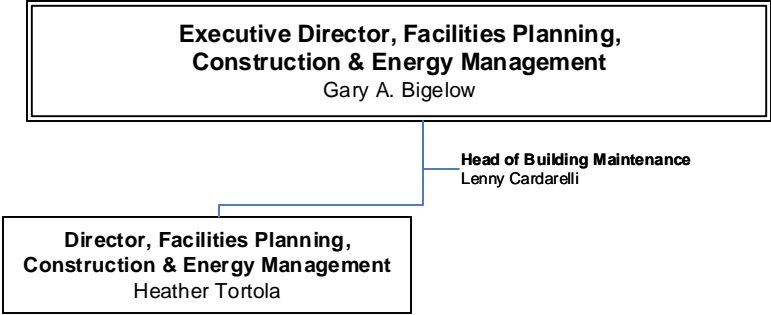 Executive Director, Facilities Planning,
Construction & Energy Management
Gary A. Bigelow
Head of Building Maintenance
Lenny Cardarelli
Director, Facilities Planning,
Construction & Energy Management
Heather Tortola